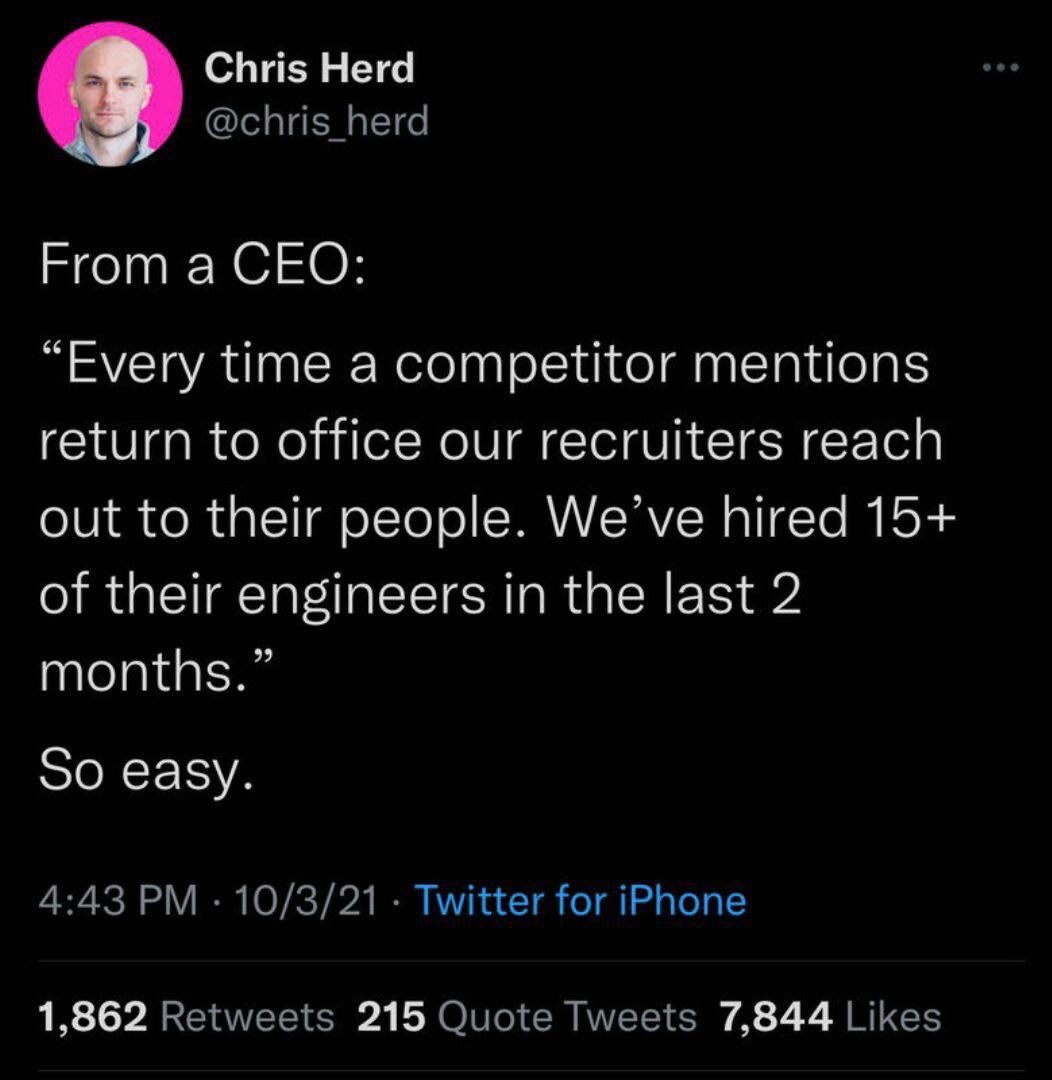 Chris Herd
@chris_herd
From a CEO:
“Every time a competitor mentions
return to office our recruiters reach
out to their people. We’ve hired 15+
of their engineers in the last 2
months.”
So easy.
4:43 PM · 10/3/21 · Twitter for iPhone
1,862 Retweets 215 Quote Tweets 7,844 Likes